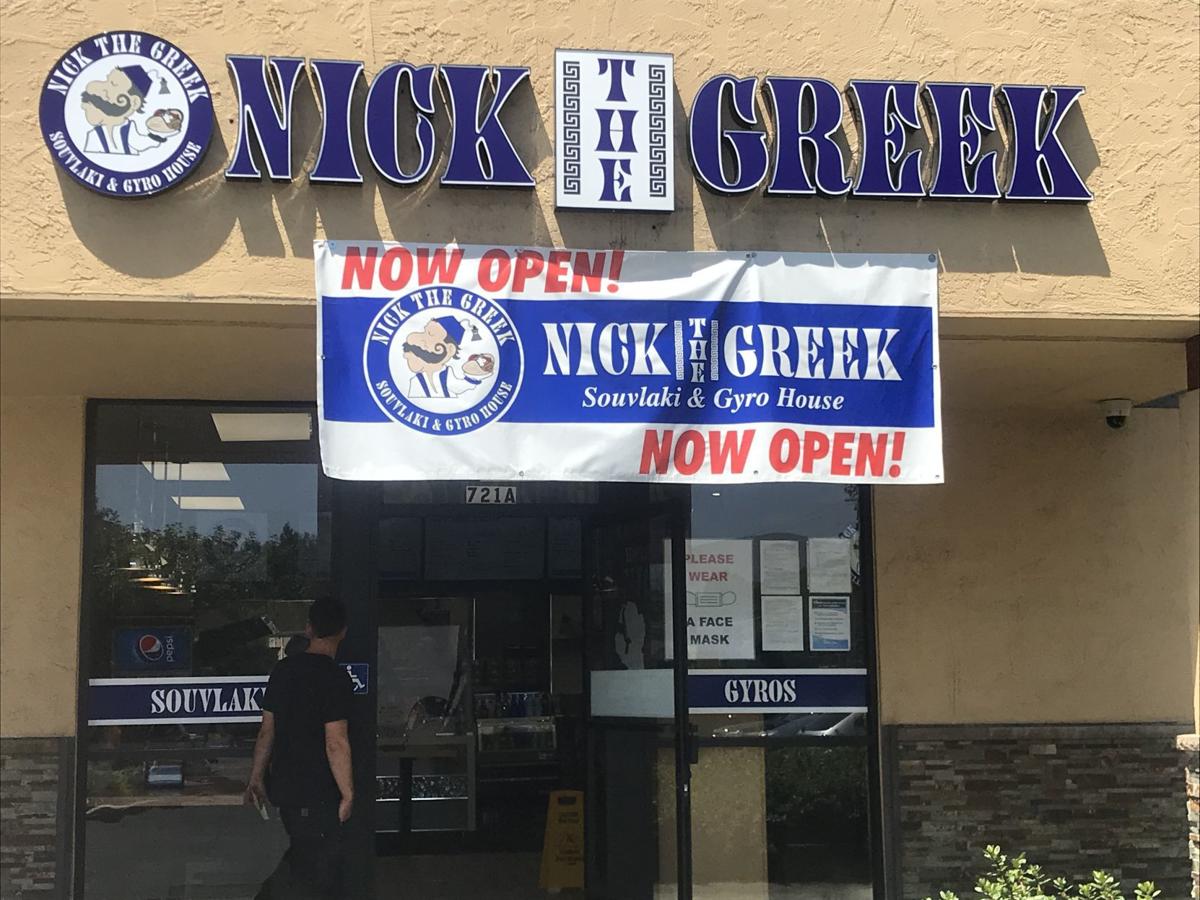 NICK THE GREEK
SOUVLAKI & GYRO HOUSE
NICK THE GREEK
NOW OPEN!
NICK THE GREEK
SOUVLAKI & GYRO HOUSE
NICK THE GREEK
Souvlaki & Gyro House
NOW OPEN!
721A
PLEASE
WEAR
A FACE
MASK
pepsi
SOUVLAKI
GYROS